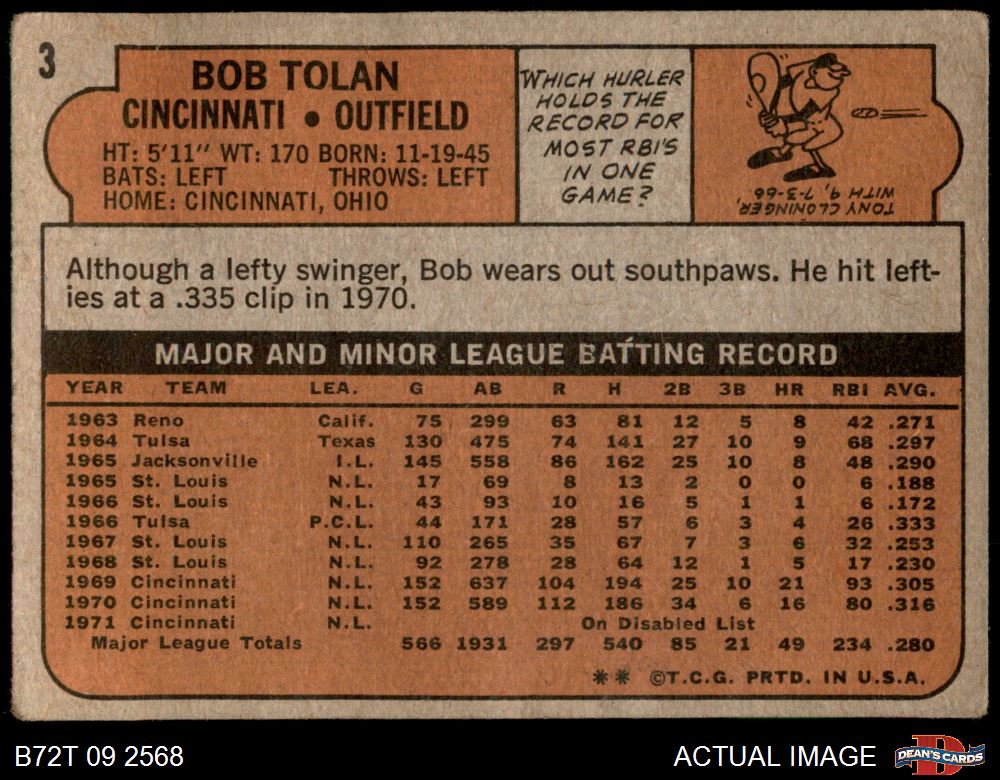 3
BOB TOLAN
CINCINNATI • OUTFIELD
HT: 5'11" WT: 170 BORN: 11-19-45
BATS: LEFT THROWS: LEFT
HOME: CINCINNATI, OHIO
WHICH HURLER
HOLDS THE
RECORD FOR
MOST RBI'S
IN ONE
GAME?
TONY CLONINGER,
WITH 9, 7-3-66
Although a lefty swinger, Bob wears out southpaws. He hit left-
ies at a .335 clip in 1970.
MAJOR AND MINOR LEAGUE BATTING RECORD
YEAR TEAM LEA. G AB R H 2B 3B HR RBI AVG.
1963 Reno Calif. 75 299 63 81 12 5 8 42 .271
1964 Tulsa Texas 130 475 74 141 27 10 9 68 .297
1965 Jacksonville I.L. 145 558 86 162 25 10 8 48 .290
1965 St. Louis N.L. 17 69 8 13 2 0 0 6 .188
1966 St. Louis N.L. 43 93 10 16 5 1 1 6 .172
1966 Tulsa P.C.L. 44 171 28 57 6 3 4 26 .333
1967 St. Louis N.L. 110 265 35 67 7 3 6 32 .253
1968 St. Louis N.L. 92 278 28 64 12 1 5 17 .230
1969 Cincinnati N.L. 152 637 104 194 25 10 21 93 .305
1970 Cincinnati N.L. 152 589 112 186 34 6 16 80 .316
1971 Cincinnati N.L. On Disabled List
Major League Totals 566 1931 297 540 85 21 49 234 .280
** ©T.C.G. PRTD. IN U.S.A.
B72T 09 2568
ACTUAL IMAGE
D
DEAN'S CARDS